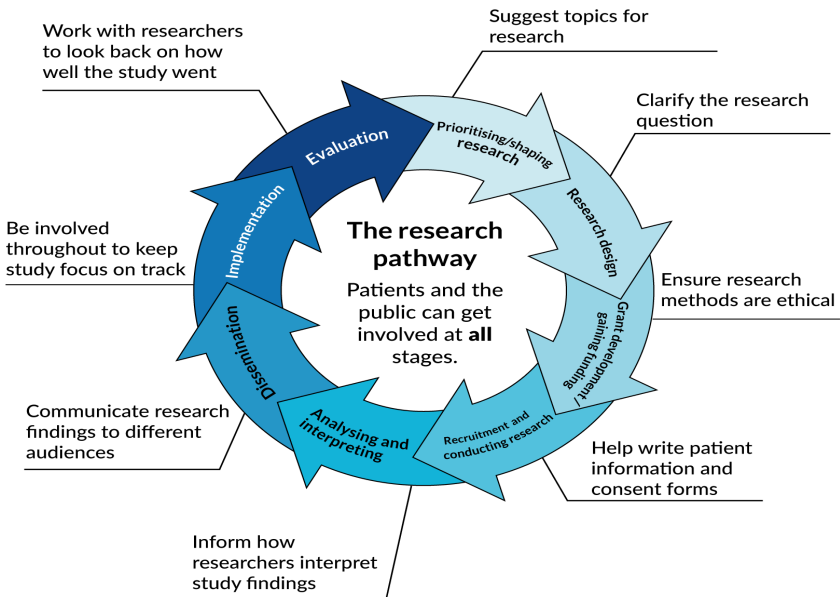 Suggest topics for
research
Work with researchers
to look back on how
well the study went
Clarify the research
question
Evaluation
Prioritising/shaping
research
Research design
Implementation
The research
pathway
Patients and the
public can get
involved at all
stages.
Be involved
throughout to keep
study focus on track
Ensure research
methods are ethical
Grant development /
gaining funding
Dissemination
Analysing and
interpreting
Recruitment and
conducting research
Communicate research
findings to different
audiences
Help write patient
information and
consent forms
Inform how
researchers interpret
study findings